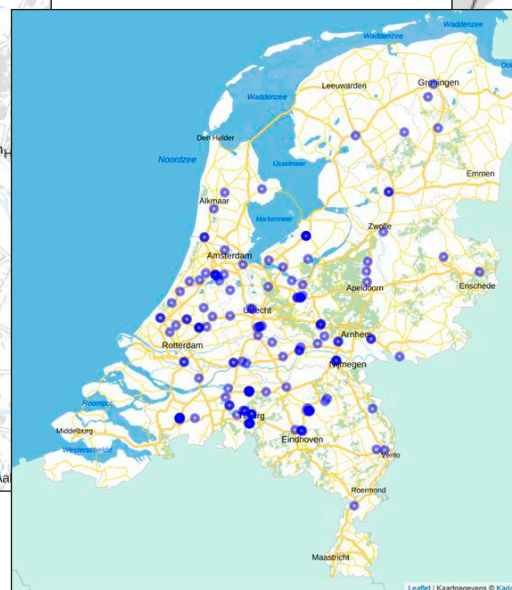 Waddenzee
Waddenzee
Groningen
Leeuwarden
Waddenzee
Den Helder
Noordzee
IJsselmeer
Emmen
Alkmaar
Markermeer
Zwolle
Amsterdam
Apeldoorn
Enschede
Utrecht
Arnhem
Rotterdam
Nijmegen
Roompot
Middelburg
Eindhoven
Westerschelde
Venlo
Roermond
Maastricht
Leaflet | Kaartgegevens ©